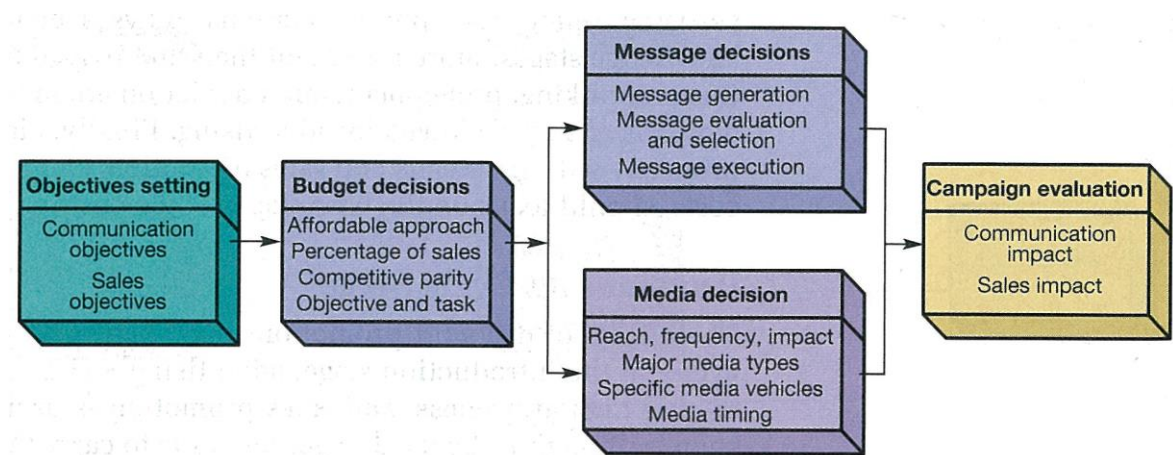 Objectives setting
Communication
objectives
Sales
objectives
Budget decisions
Affordable approach
Percentage of sales
Competitive parity
Objective and task
Message decisions
Message generation
Message evaluation
and selection
Message execution
Media decision
Reach, frequency, impact
Major media types
Specific media vehicles
Media timing
Campaign evaluation
Communication
impact
Sales impact